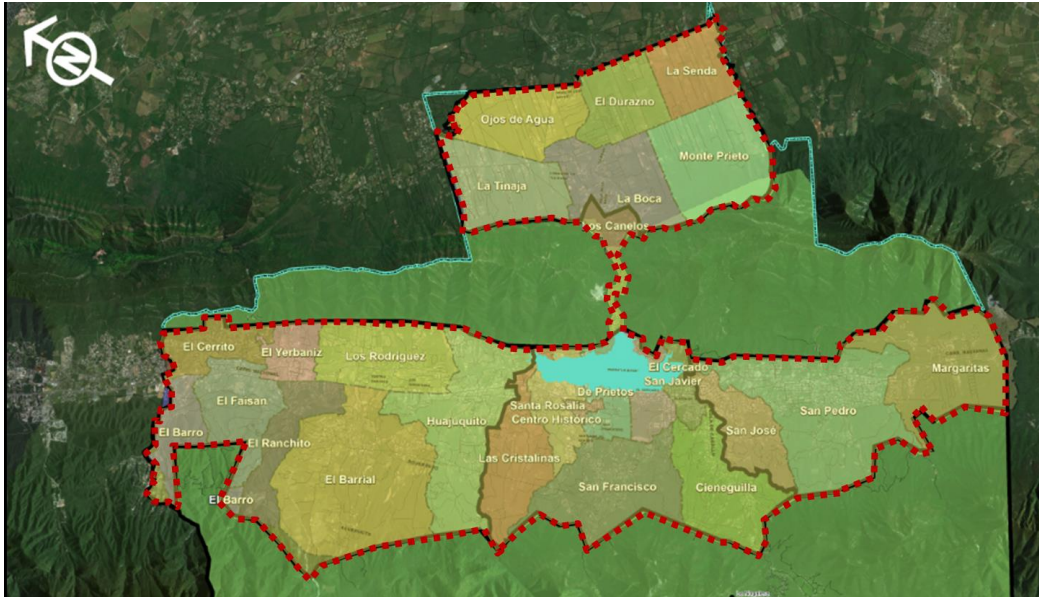 N
La Senda
El Durazno
Ojos de Agua
Monte Prieto
La Tinaja
La Boca
Los Canelos
El Cerrito
El Yerbaniz
Los Rodríguez
El Cercado
Margaritas
San Javier
De Prietos
El Faisan
Santa Rosalia
San Pedro
Centro Histórico
Huajuquito
El Barro
San José
El Ranchito
Las Cristalinas
El Barrial
San Francisco
Cieneguilla
El Barro